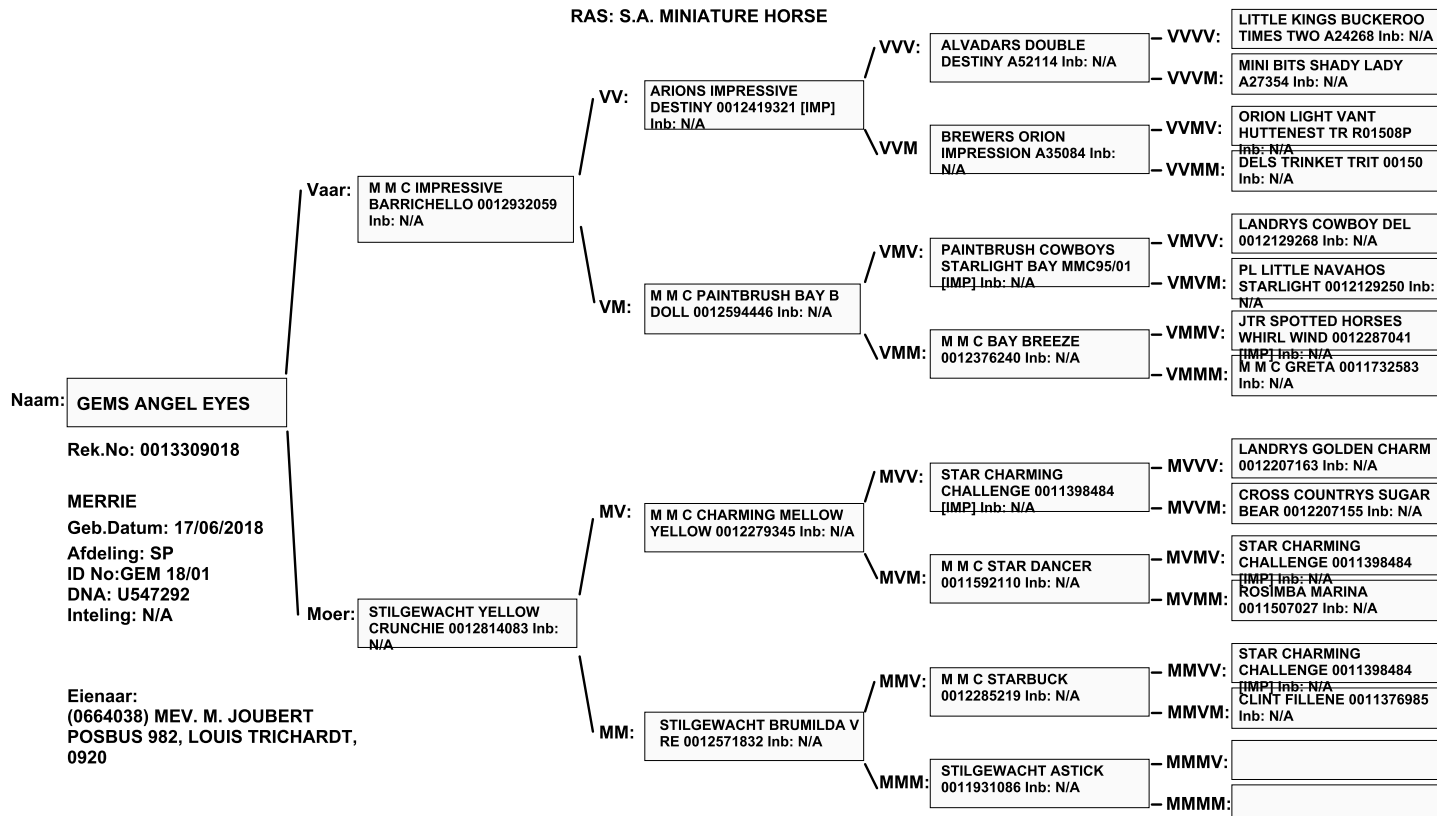 RAS: S.A. MINIATURE HORSE
Naam:
GEMS ANGEL EYES
Rek.No: 0013309018
MERRIE
Geb.Datum: 17/06/2018
Afdeling: SP
ID No:GEM 18/01
DNA: U547292
Inteling: N/A
Eienaar:
(0664038) MEV. M. JOUBERT
POSBUS 982, LOUIS TRICHARDT,
0920
Vaar:
M M C IMPRESSIVE
BARRICHELLO 0012932059
Inb: N/A
Moer:
STILGEWACHT YELLOW
CRUNCHIE 0012814083 Inb:
N/A
VV:
ARIONS IMPRESSIVE
DESTINY 0012419321 [IMP]
Inb: N/A
VM:
M M C PAINTBRUSH BAY B
DOLL 0012594446 Inb: N/A
MV:
M M C CHARMING MELLOW
YELLOW 0012279345 Inb: N/A
MM:
STILGEWACHT BRUMILDA V
RE 0012571832 Inb: N/A
VVV:
ALVADARS DOUBLE
DESTINY A52114 Inb: N/A
VVM
BREWERS ORION
IMPRESSION A35084 Inb:
N/A
VMV:
PAINTBRUSH COWBOYS
STARLIGHT BAY MMC95/01
[IMP] Inb: N/A
VMM:
M M C BAY BREEZE
0012376240 Inb: N/A
MVV:
STAR CHARMING
CHALLENGE 0011398484
[IMP] Inb: N/A
MVM:
M M C STAR DANCER
0011592110 Inb: N/A
MMV:
M M C STARBUCK
0012285219 Inb: N/A
MMM:
STILGEWACHT ASTICK
0011931086 Inb: N/A
VVVV:
LITTLE KINGS BUCKEROO
TIMES TWO A24268 Inb: N/A
VVVM:
MINI BITS SHADY LADY
A27354 Inb: N/A
VVMV:
ORION LIGHT VANT
HUTTENEST TR R01508P
Inb: N/A
VVMM:
DELS TRINKET TRIT 00150
Inb: N/A
VMVV:
LANDRYS COWBOY DEL
0012129268 Inb: N/A
VMVM:
PL LITTLE NAVAHOS
STARLIGHT 0012129250 Inb:
N/A
VMMV:
JTR SPOTTED HORSES
WHIRL WIND 0012287041
[IMP] Inb: N/A
VMMM:
M M C GRETA 0011732583
Inb: N/A
MVVV:
LANDRYS GOLDEN CHARM
0012207163 Inb: N/A
MVVM:
CROSS COUNTRYS SUGAR
BEAR 0012207155 Inb: N/A
MVMV:
STAR CHARMING
CHALLENGE 0011398484
[IMP] Inb: N/A
MVMM:
ROSIMBA MARINA
0011507027 Inb: N/A
MMVV:
STAR CHARMING
CHALLENGE 0011398484
[IMP] Inb: N/A
MMVM:
CLINT FILLENE 0011376985
Inb: N/A
MMMV:
MMMM: